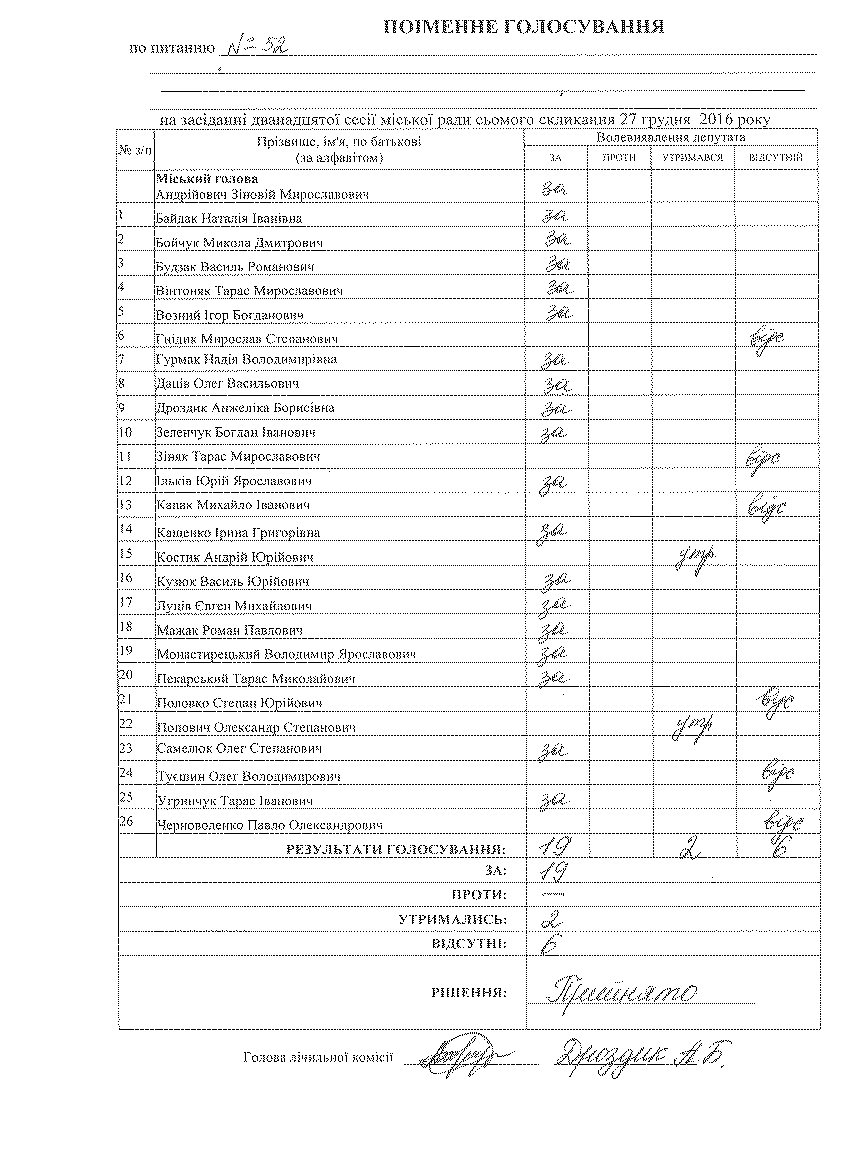 ПОІМЕННЕ ГОЛОСУВАННЯ
по питанню № 52
на засіданні дванадцятої сесії міської ради сьомого скликання 27 грудня 2016 року
№ з/п Прізвище, ім'я, по батькові (за алфавітом) Волевиявлення депутата
ЗА ПРОТИ УТРИМАВСЯ ВІДСУТНІЙ
Міський голова
Андрійович Зіновій Мирославович за
1 Байдак Наталія Іванівна за
2 Бойчук Микола Дмитрович за
3 Будзак Василь Романович за
4 Вінтоняк Тарас Мирославович за
5 Возний Ігор Богданович за
6 Гнідик Мирослав Степанович відс
7 Гурмак Надія Володимирівна за
8 Даців Олег Васильович за
9 Дроздик Анжеліка Борисівна за
10 Зеленчук Богдан Іванович за
11 Зіняк Тарас Мирославович відс
12 Ільків Юрій Ярославович за
13 Капак Михайло Іванович відс
14 Кащенко Ірина Григорівна за
15 Костик Андрій Юрійович утр.
16 Кузюк Василь Юрійович за
17 Луців Євген Михайлович за
18 Мажак Роман Павлович за
19 Монастирецький Володимир Ярославович за
20 Пекарський Тарас Миколайович за
21 Половко Степан Юрійович відс
22 Попович Олександр Степанович утр
23 Самелюк Олег Степанович за
24 Туєшин Олег Володимирович відс
25 Угринчук Тарас Іванович за
26 Черноволенко Павло Олександрович відс
РЕЗУЛЬТАТИ ГОЛОСУВАННЯ: 19 2 6
ЗА: 19
ПРОТИ: —
УТРИМАЛИСЬ: 2
ВІДСУТНІ: 6
РІШЕННЯ: Прийнято
Голова лічильної комісії Дроздик А.Б.